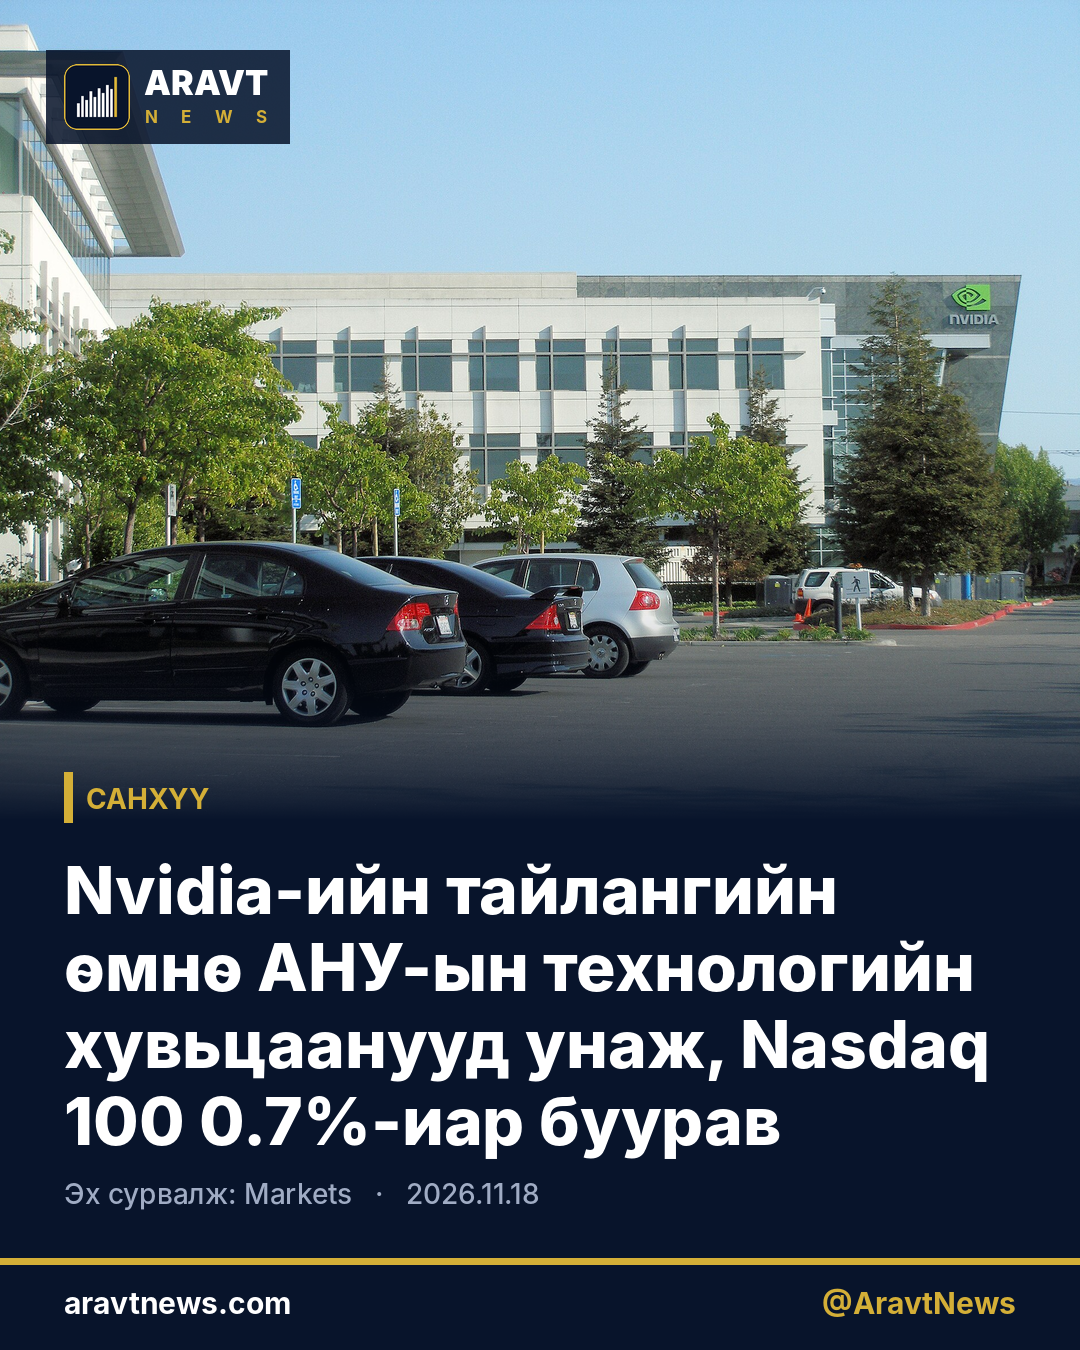 ARAVT
NEWS
NVIDIA
САНХҮҮ
Nvidia-ийн тайлангийн
өмнө АНУ-ын технологийн
хувьцаанууд унаж, Nasdaq
100 0.7%-иар буурав
Эх сурвалж: Markets · 2026.11.18
aravtnews.com
@AravtNews